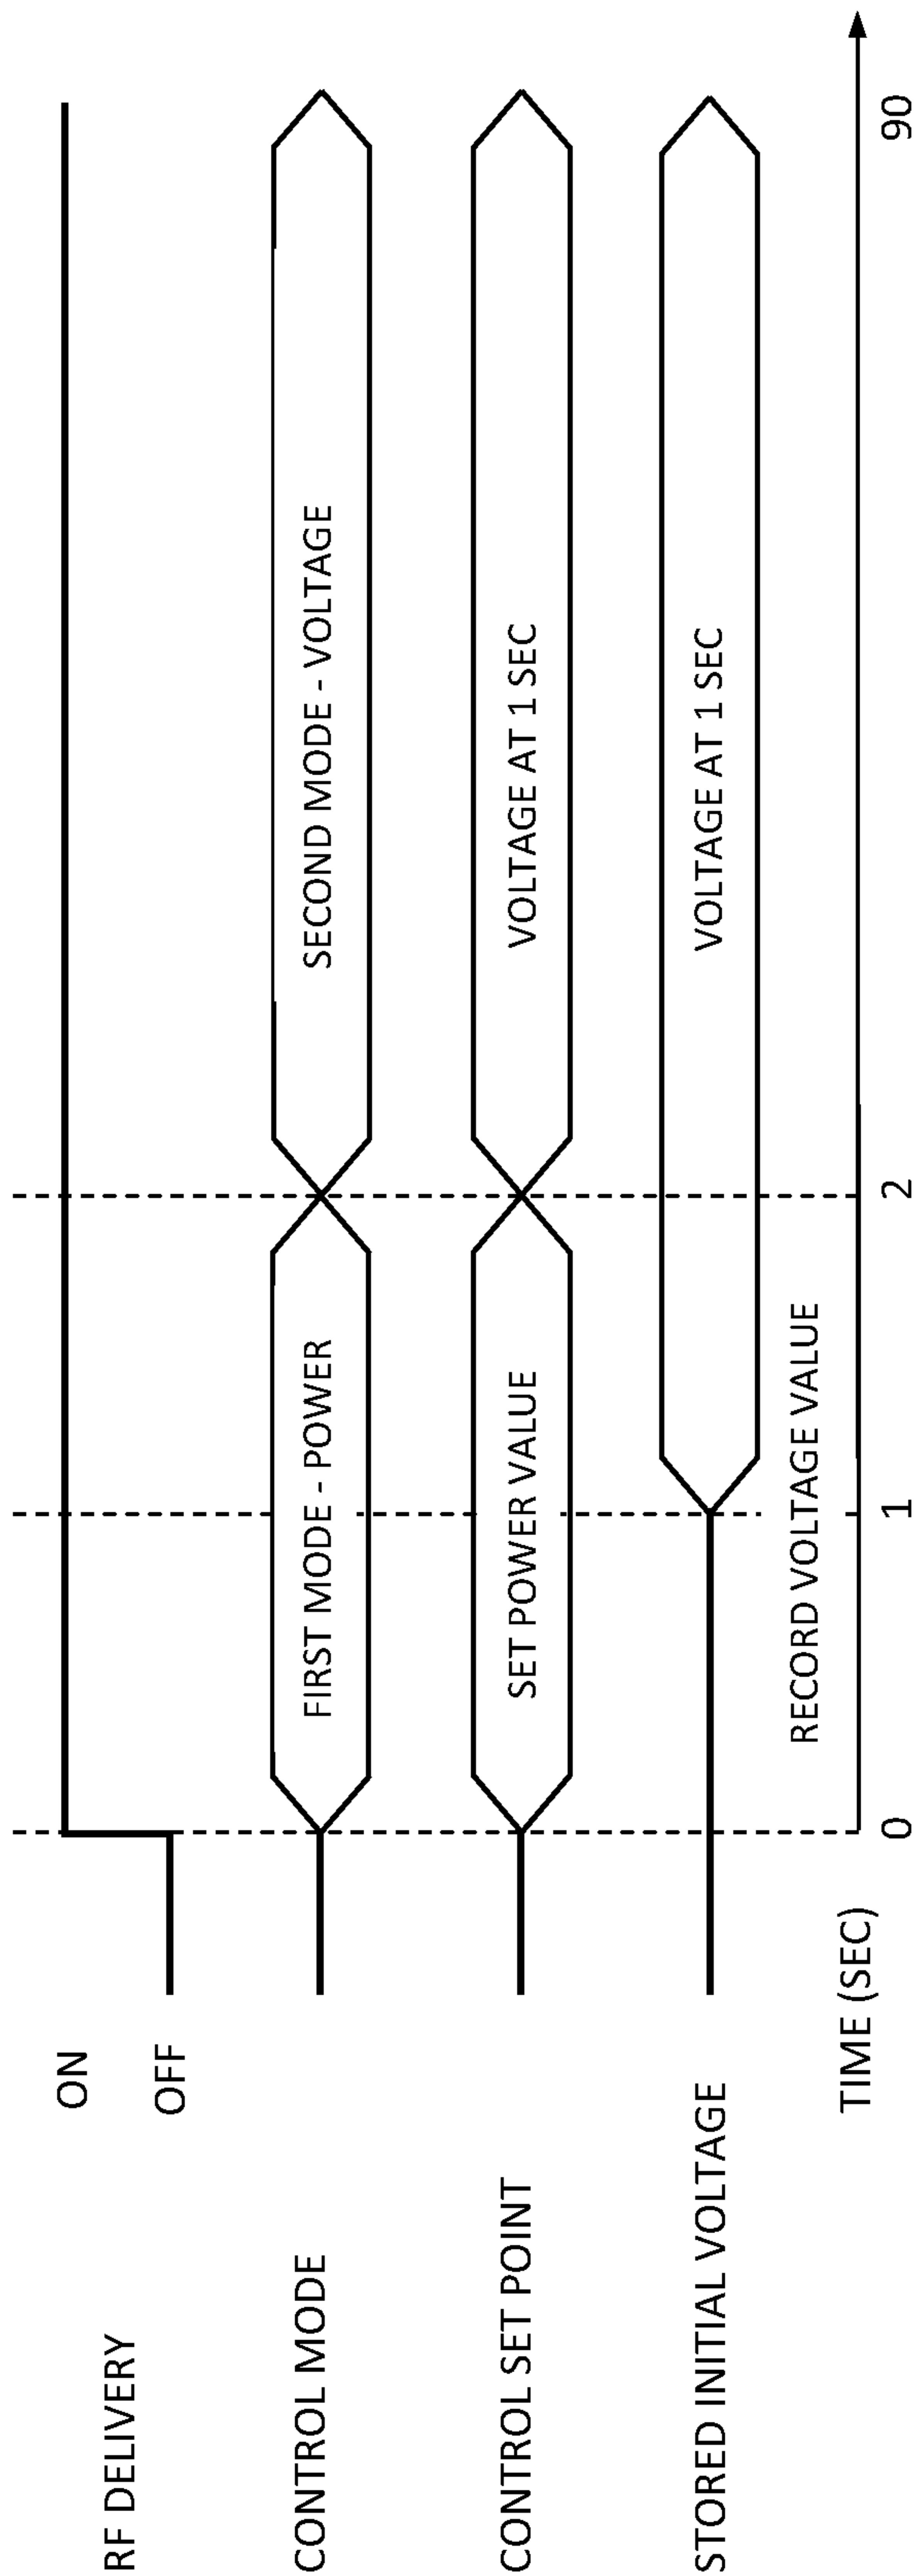 RF DELIVERY
ON
OFF
CONTROL MODE
FIRST MODE - POWER
SECOND MODE - VOLTAGE
CONTROL SET POINT
SET POWER VALUE
VOLTAGE AT 1 SEC
STORED INITIAL VOLTAGE
VOLTAGE AT 1 SEC
RECORD VOLTAGE VALUE
TIME (SEC)
0
1
2
90